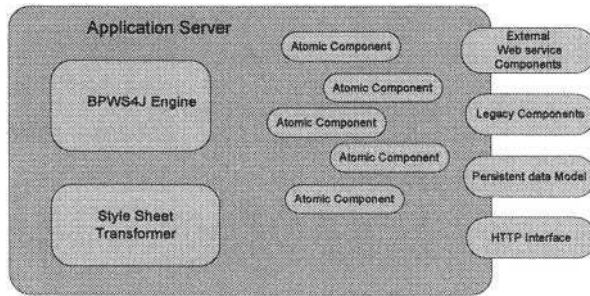 Application Server
BPWS4J Engine
Style Sheet
Transformer
Atomic Component
Atomic Component
Atomic Component
Atomic Component
Atomic Component
External
Web service
Components
Legacy Components
Persistent data Model
HTTP Interface